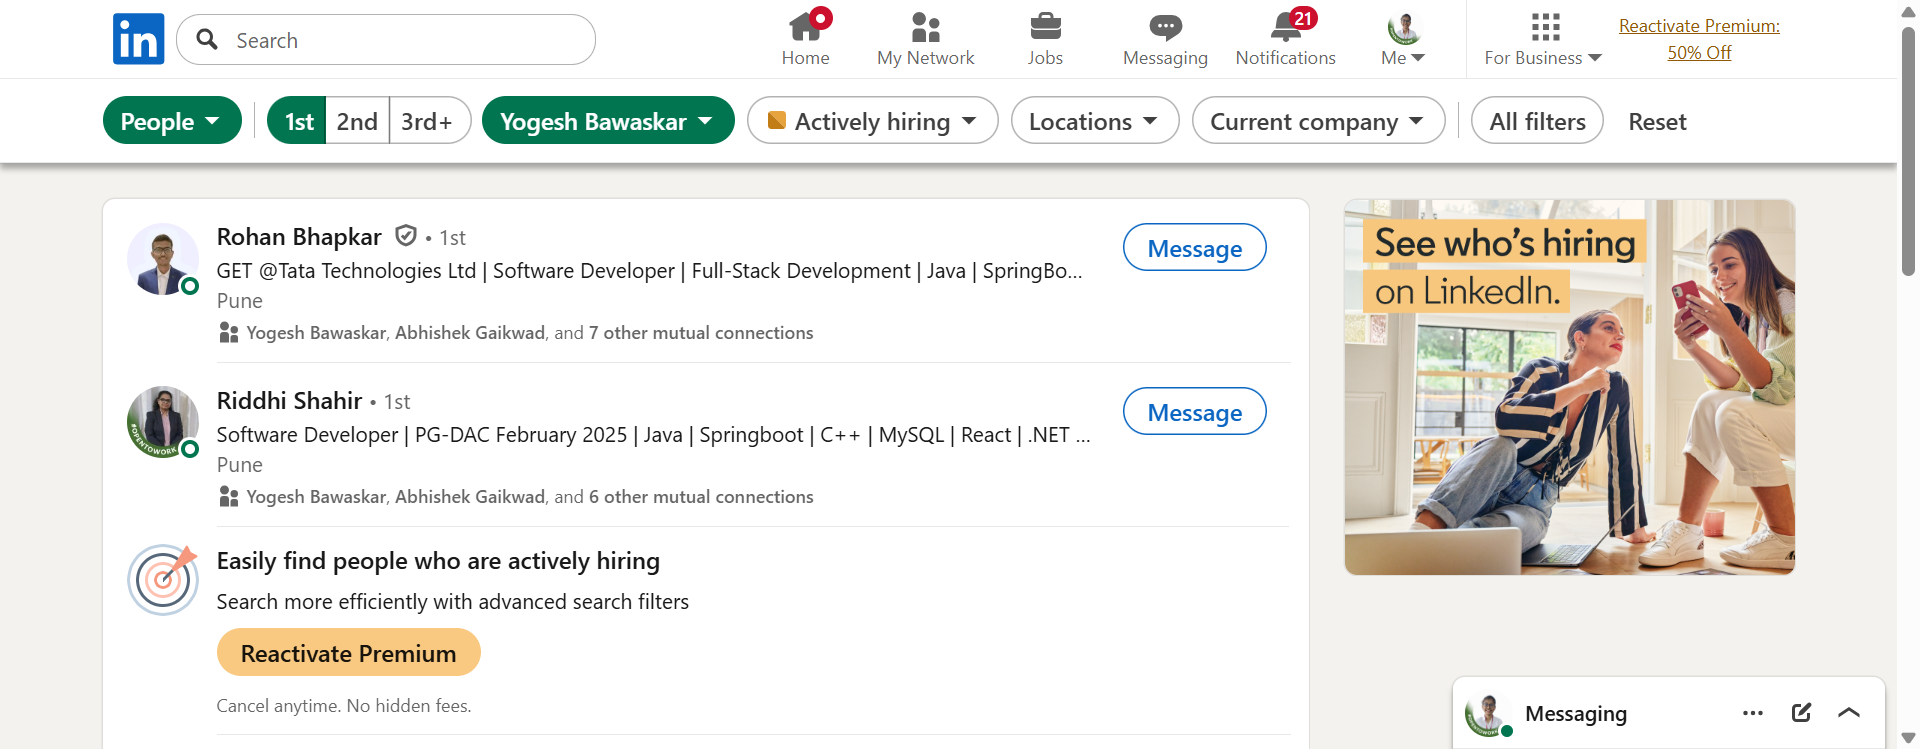 in
Search
Home
My Network
Jobs
Messaging
21
Notifications
Me
For Business
Reactivate Premium:
50% Off
People
1st
2nd
3rd+
Yogesh Bawaskar
Actively hiring
Locations
Current company
All filters
Reset
Rohan Bhapkar • 1st
GET @Tata Technologies Ltd | Software Developer | Full-Stack Development | Java | SpringBo...
Pune
Yogesh Bawaskar, Abhishek Gaikwad, and 7 other mutual connections
Message
Riddhi Shahir • 1st
Software Developer | PG-DAC February 2025 | Java | Springboot | C++ | MySQL | React | .NET ...
Pune
Yogesh Bawaskar, Abhishek Gaikwad, and 6 other mutual connections
Message
#OPENTOWORK
Easily find people who are actively hiring
Search more efficiently with advanced search filters
Reactivate Premium
Cancel anytime. No hidden fees.
See who's hiring
on LinkedIn.
Messaging